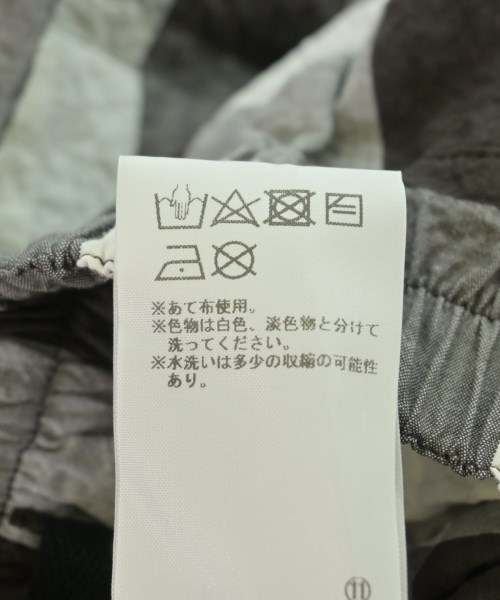 ※あて布使用。
※色物は白色、淡色物と分けて
洗ってください。
※水洗いは多少の収縮の可能性
あり。
⑪